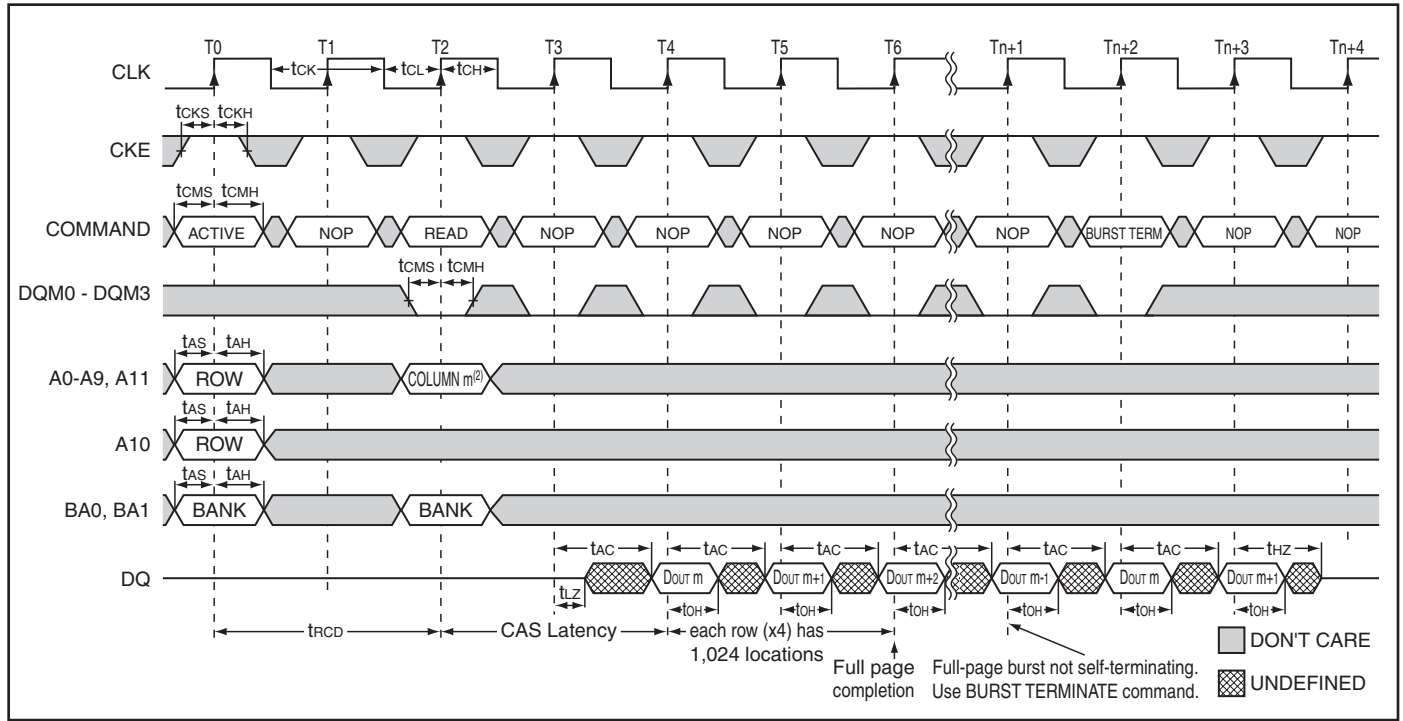 T0 T1 T2 T3 T4 T5 T6 Tn+1 Tn+2 Tn+3 Tn+4
CLK tCK tCL tCH
tCKS tCKH
CKE
tCMS tCMH
COMMAND ACTIVE NOP READ NOP NOP NOP NOP NOP BURST TERM NOP NOP
tCMS tCMH
DQM0 - DQM3
tAS tAH
A0-A9, A11 ROW COLUMN m(2)
tAS tAH
A10 ROW
tAS tAH
BA0, BA1 BANK BANK
tAC tAC tAC tAC tAC tAC tHZ
DQ DOUT m DOUT m+1 DOUT m+2 DOUT m-1 DOUT m DOUT m+1
tLZ tOH tOH tOH tOH tOH tOH
tRCD CAS Latency each row (x4) has
1,024 locations
Full page
completion
Full-page burst not self-terminating.
Use BURST TERMINATE command.
DON'T CARE
UNDEFINED